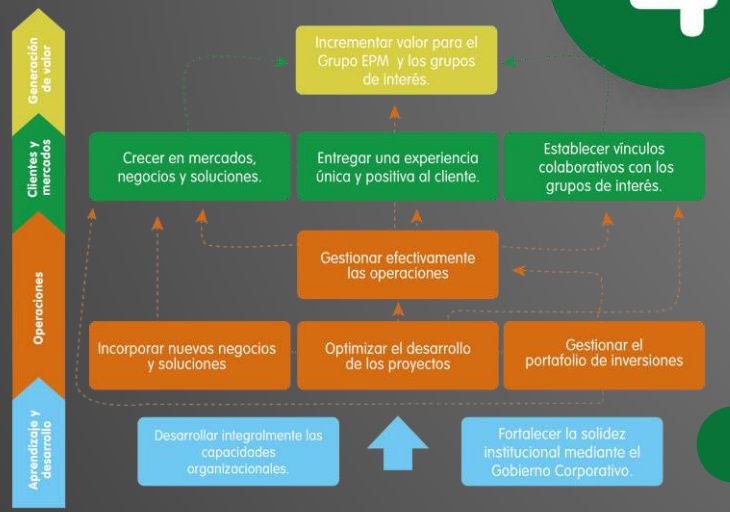 Generación
de valor
Incrementar valor para el
Grupo EPM y los grupos
de interés.
Clientes y
mercados
Crecer en mercados,
negocios y soluciones.
Entregar una experiencia
única y positiva al cliente.
Establecer vínculos
colaborativos con los
grupos de interés.
Operaciones
Gestionar efectivamente
las operaciones
Incorporar nuevos negocios
y soluciones
Optimizar el desarrollo
de los proyectos
Gestionar el
portafolio de inversiones
Aprendizaje y
desarrollo
Desarrollar integralmente las
capacidades
organizacionales.
Fortalecer la solidez
institucional mediante el
Gobierno Corporativo.